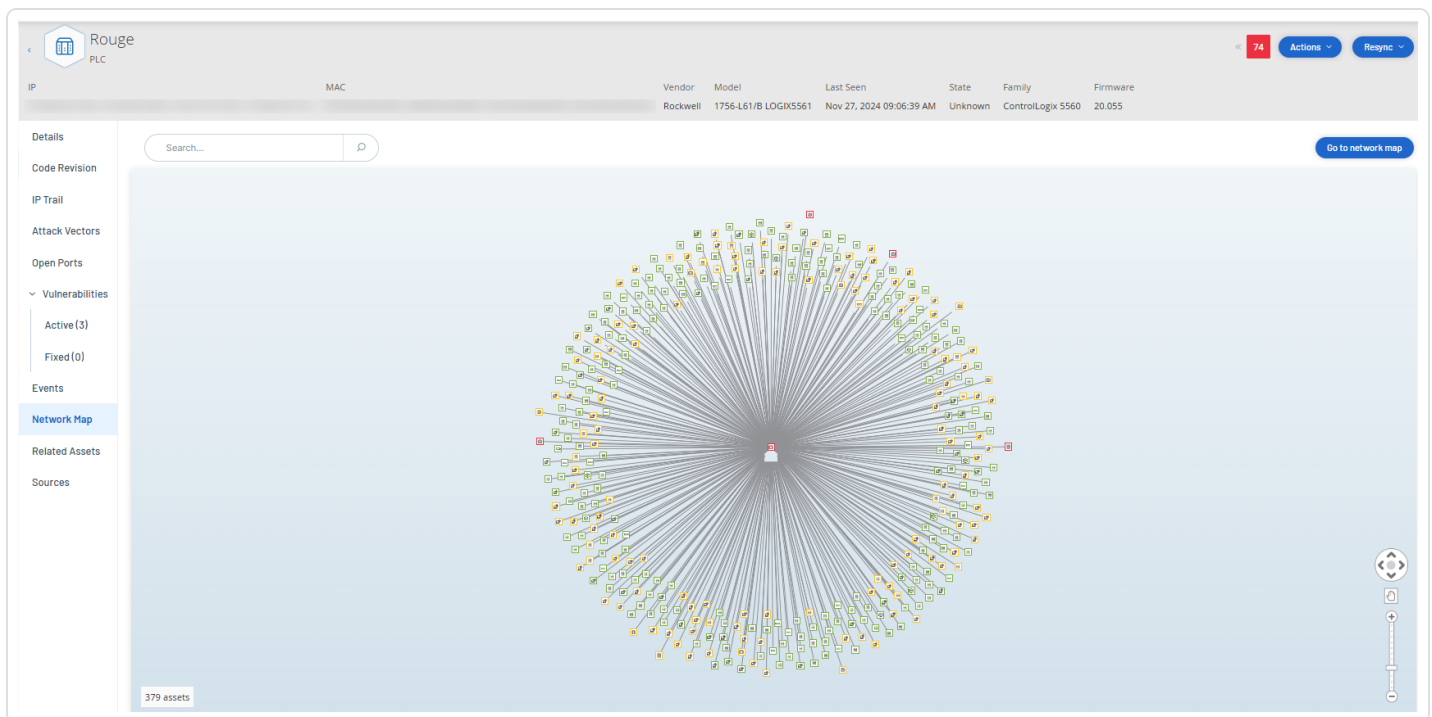 Rouge
PLC
74
Actions
Resync
IP MAC Vendor Model Last Seen State Family Firmware
Rockwell 1756-L61/B LOGIX5561 Nov 27, 2024 09:06:39 AM Unknown ControlLogix 5560 20.055
Details
Search...
Go to network map
Code Revision
IP Trail
Attack Vectors
Open Ports
Vulnerabilities
Active (3)
Fixed (0)
Events
Network Map
Related Assets
Sources
379 assets